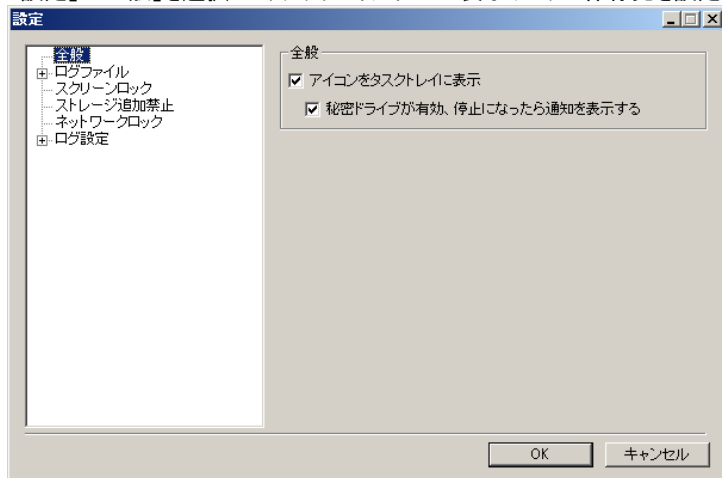 設定
全般
ログファイル
スクリーンロック
ストレージ追加禁止
ネットワークロック
ログ設定
全般
アイコンをタスクトレイに表示
秘密ドライブが有効、停止になったら通知を表示する
OK
キャンセル